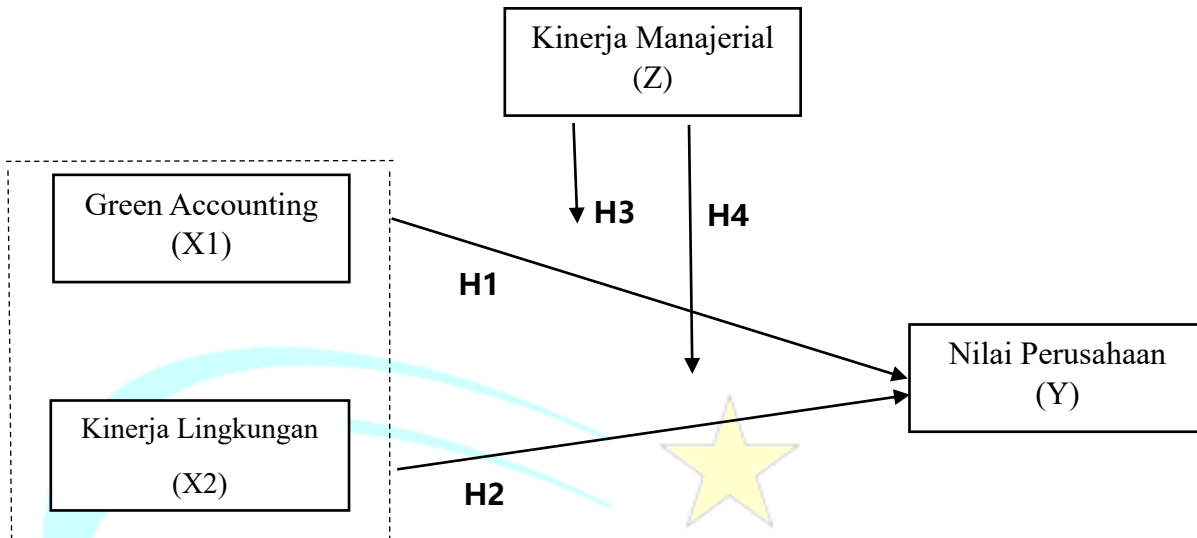 Kinerja Manajerial
(Z)
Green Accounting
(X1)
H3
H4
H1
Nilai Perusahaan
(Y)
Kinerja Lingkungan
(X2)
H2